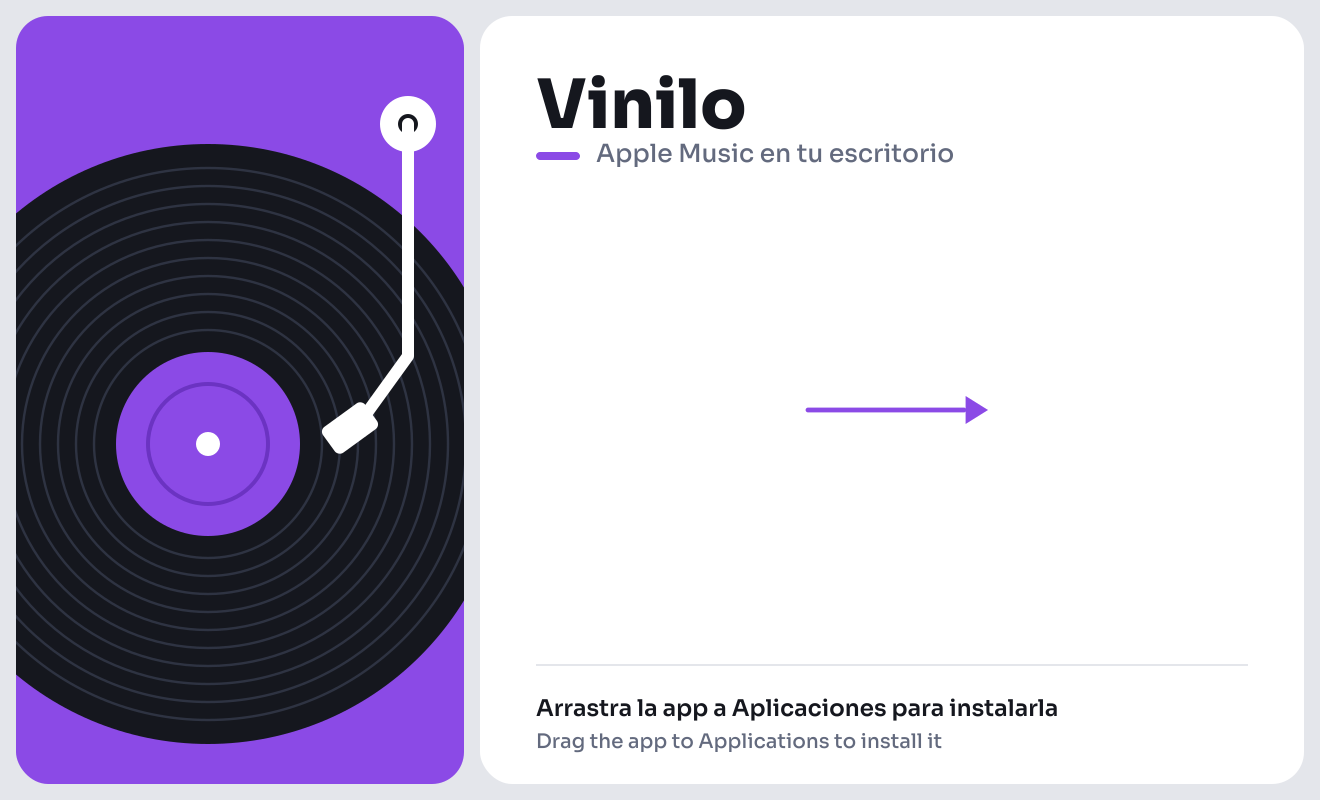 Vinilo
Apple Music en tu escritorio
Arrastra la app a Aplicaciones para instalarla
Drag the app to Applications to install it